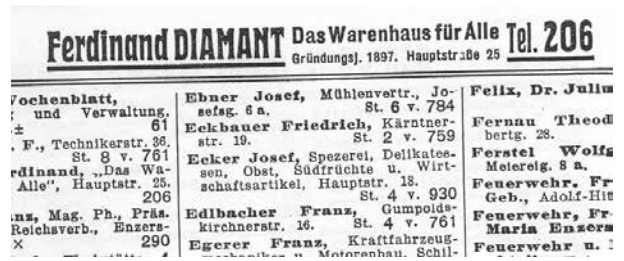 Ferdinand DIAMANT Das Warenhaus für Alle Tel. 206
Gründungsj. 1897. Hauptstraße 25
Wochenblatt,
und Verwaltung.
± 61
F., Technikerstr. 36.
St. 8 v. 761
rdinand, „Das Wa-
Alle", Hauptstr. 25.
206
anz, Mag. Ph., Präs.
Reichsverb., Enzers-
× 290
Ebner Josef, Mühlenvertr., Jo-
sefsg. 6 a. St. 6 v. 784
Eckbauer Friedrich, Kärntner-
str. 19. St. 2 v. 759
Ecker Josef, Spezerei, Delikates-
sen, Obst, Südfrüchte u. Wirt-
schaftsartikel, Hauptstr. 18.
St. 4 v. 930
Edlbacher Franz, Gumpolds-
kirchnerstr. 16. St. 4 v. 761
Egerer Franz, Kraftfahrzeug-
mechaniker u. Motorenbau, Schil-
Felix, Dr. Juliu
Fernau Theod
bertg. 28.
Ferstel Wolfg
Meiereig. 8 a.
Feuerwehr, Fr
Geb., Adolf-Hit
Feuerwehr, Fr
Maria Enzers
Feuerwehr u.